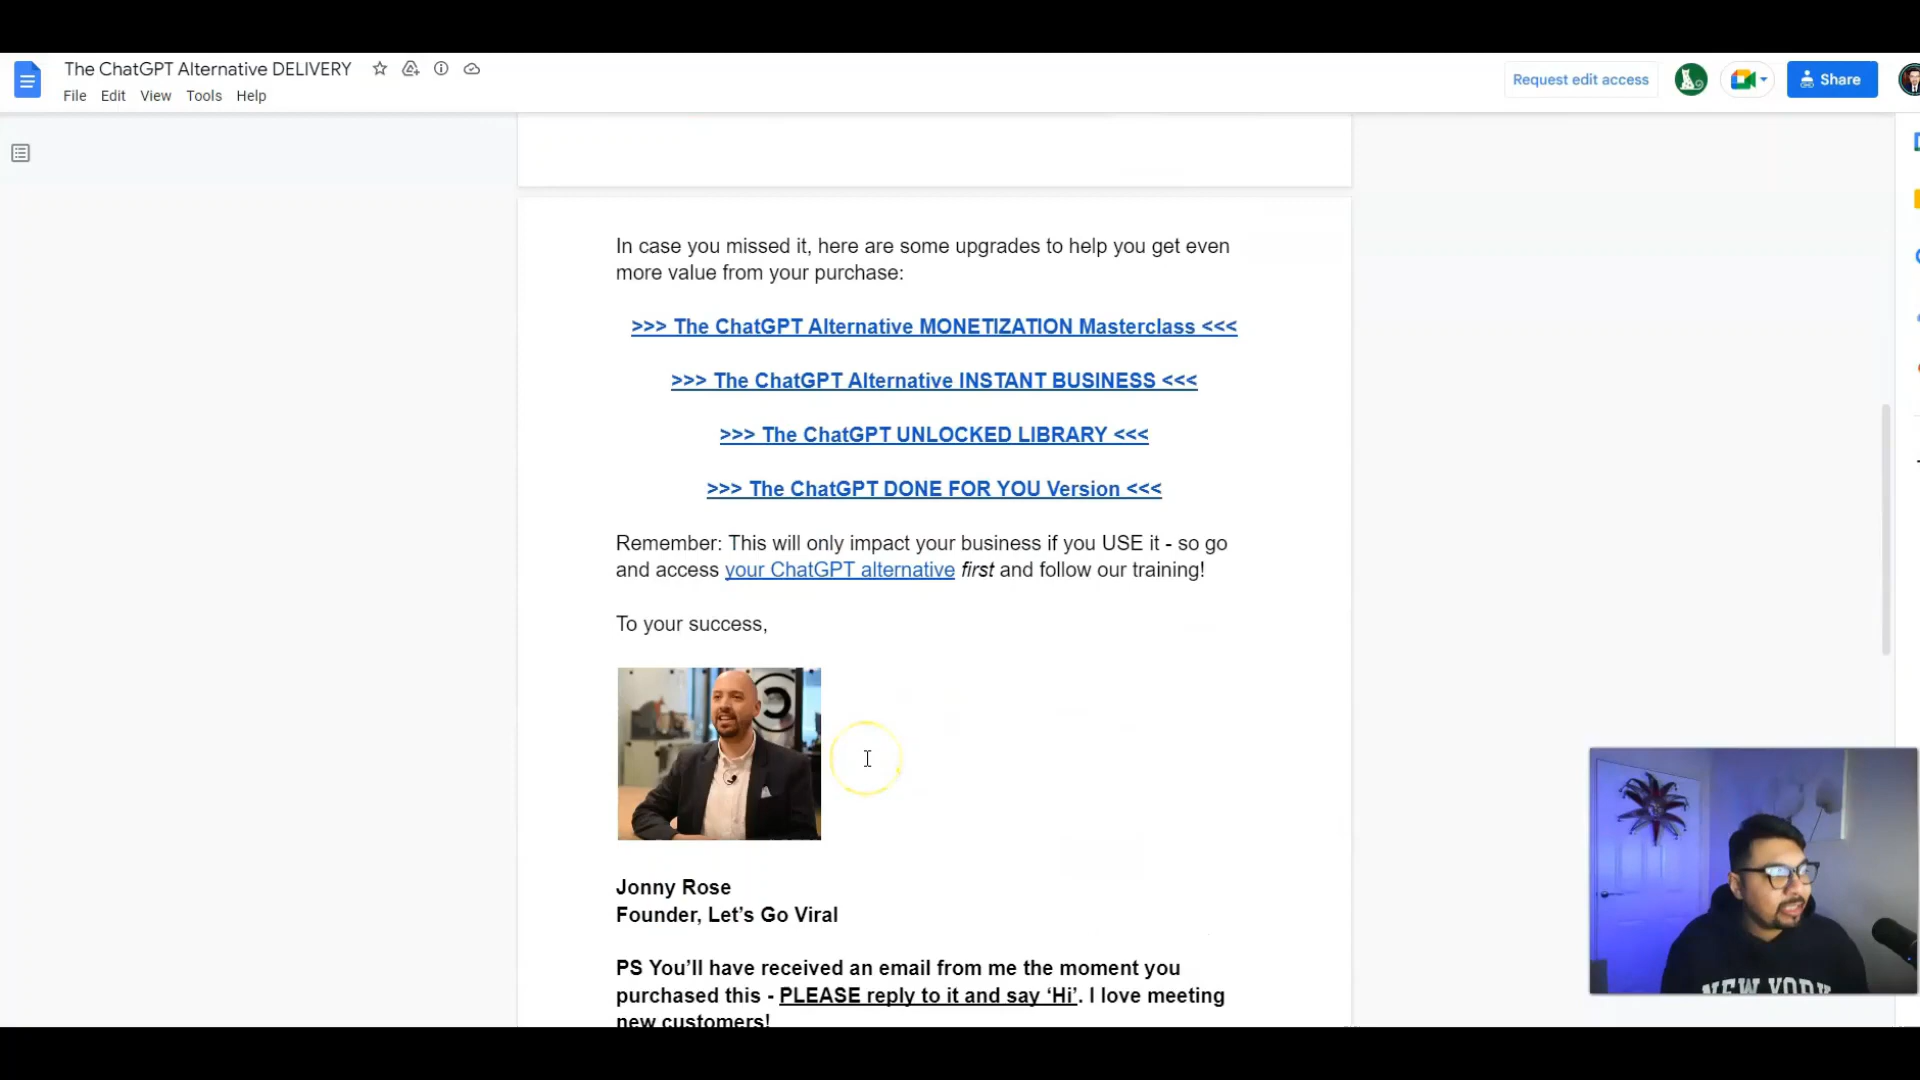 The ChatGPT Alternative DELIVERY
File Edit View Tools Help
Request edit access
Share
In case you missed it, here are some upgrades to help you get even
more value from your purchase:
>>> The ChatGPT Alternative MONETIZATION Masterclass <<<
>>> The ChatGPT Alternative INSTANT BUSINESS <<<
>>> The ChatGPT UNLOCKED LIBRARY <<<
>>> The ChatGPT DONE FOR YOU Version <<<
Remember: This will only impact your business if you USE it - so go
and access your ChatGPT alternative first and follow our training!
To your success,
Jonny Rose
Founder, Let's Go Viral
PS You'll have received an email from me the moment you
purchased this - PLEASE reply to it and say ‘Hi’. I love meeting
new customers!
NEW YORK